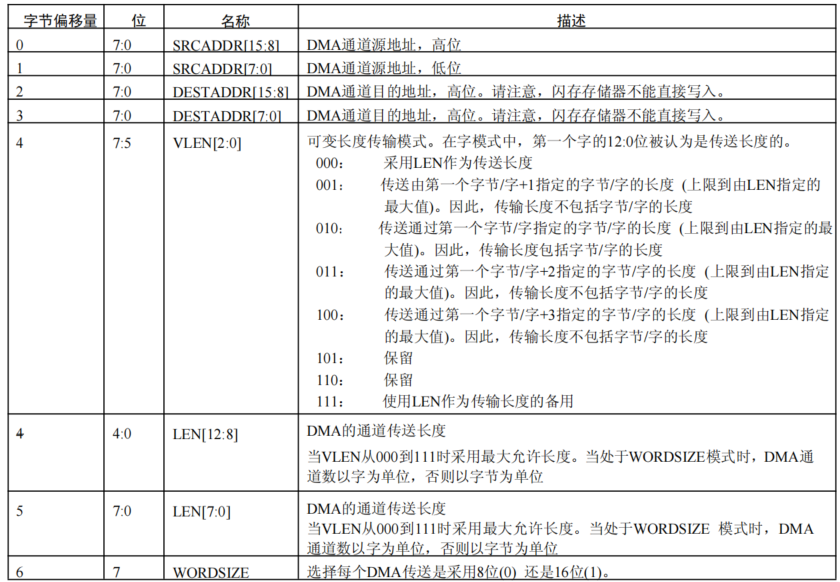 字节偏移量 位 名称 描述
0 7:0 SRCADDR[15:8] DMA通道源地址，高位
1 7:0 SRCADDR[7:0] DMA通道源地址，低位
2 7:0 DESTADDR[15:8] DMA通道目的地址，高位。请注意，闪存存储器不能直接写入。
3 7:0 DESTADDR[7:0] DMA通道目的地址，高位。请注意，闪存存储器不能直接写入。
4 7:5 VLEN[2:0] 可变长度传输模式。在字模式中，第一个字的12:0位被认为是传送长度的。
000： 采用LEN作为传送长度
001： 传送由第一个字节/字+1指定的字节/字的长度 (上限到由LEN指定的
最大值)。因此，传输长度不包括字节/字的长度
010： 传送通过第一个字节/字指定的字节/字的长度 (上限到由LEN指定的最
大值)。因此，传输长度包括字节/字的长度
011： 传送通过第一个字节/字+2指定的字节/字的长度 (上限到由LEN指定
的最大值)。因此，传输长度不包括字节/字的长度
100： 传送通过第一个字节/字+3指定的字节/字的长度 (上限到由LEN指定
的最大值)。因此，传输长度不包括字节/字的长度
101： 保留
110： 保留
111： 使用LEN作为传输长度的备用
4 4:0 LEN[12:8] DMA的通道传送长度
当VLEN从000到111时采用最大允许长度。当处于WORDSIZE模式时，DMA通
道数以字为单位，否则以字节为单位
5 7:0 LEN[7:0] DMA的通道传送长度
当VLEN从000到111时采用最大允许长度。当处于WORDSIZE 模式时，DMA
通道数以字为单位，否则以字节为单位
6 7 WORDSIZE 选择每个DMA传送是采用8位(0) 还是16位(1)。